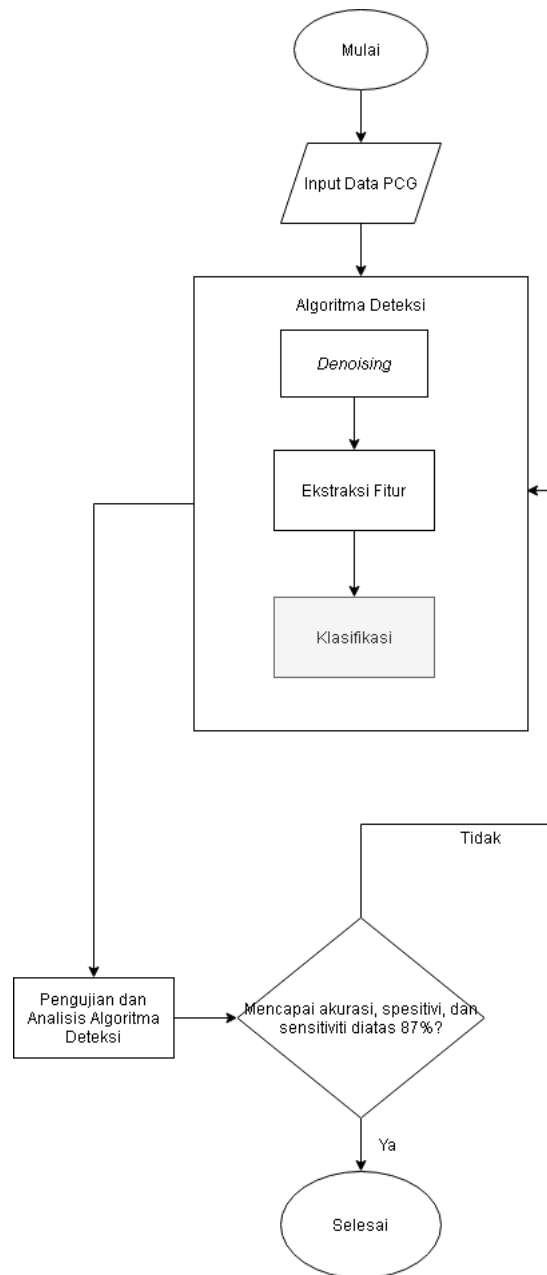 Mulai
Input Data PCG
Algoritma Deteksi
Denoising
Ekstraksi Fitur
Klasifikasi
Tidak
Pengujian dan
Analisis Algoritma
Deteksi
Mencapai akurasi, spesitivi, dan
sensitiviti diatas 87%?
Ya
Selesai